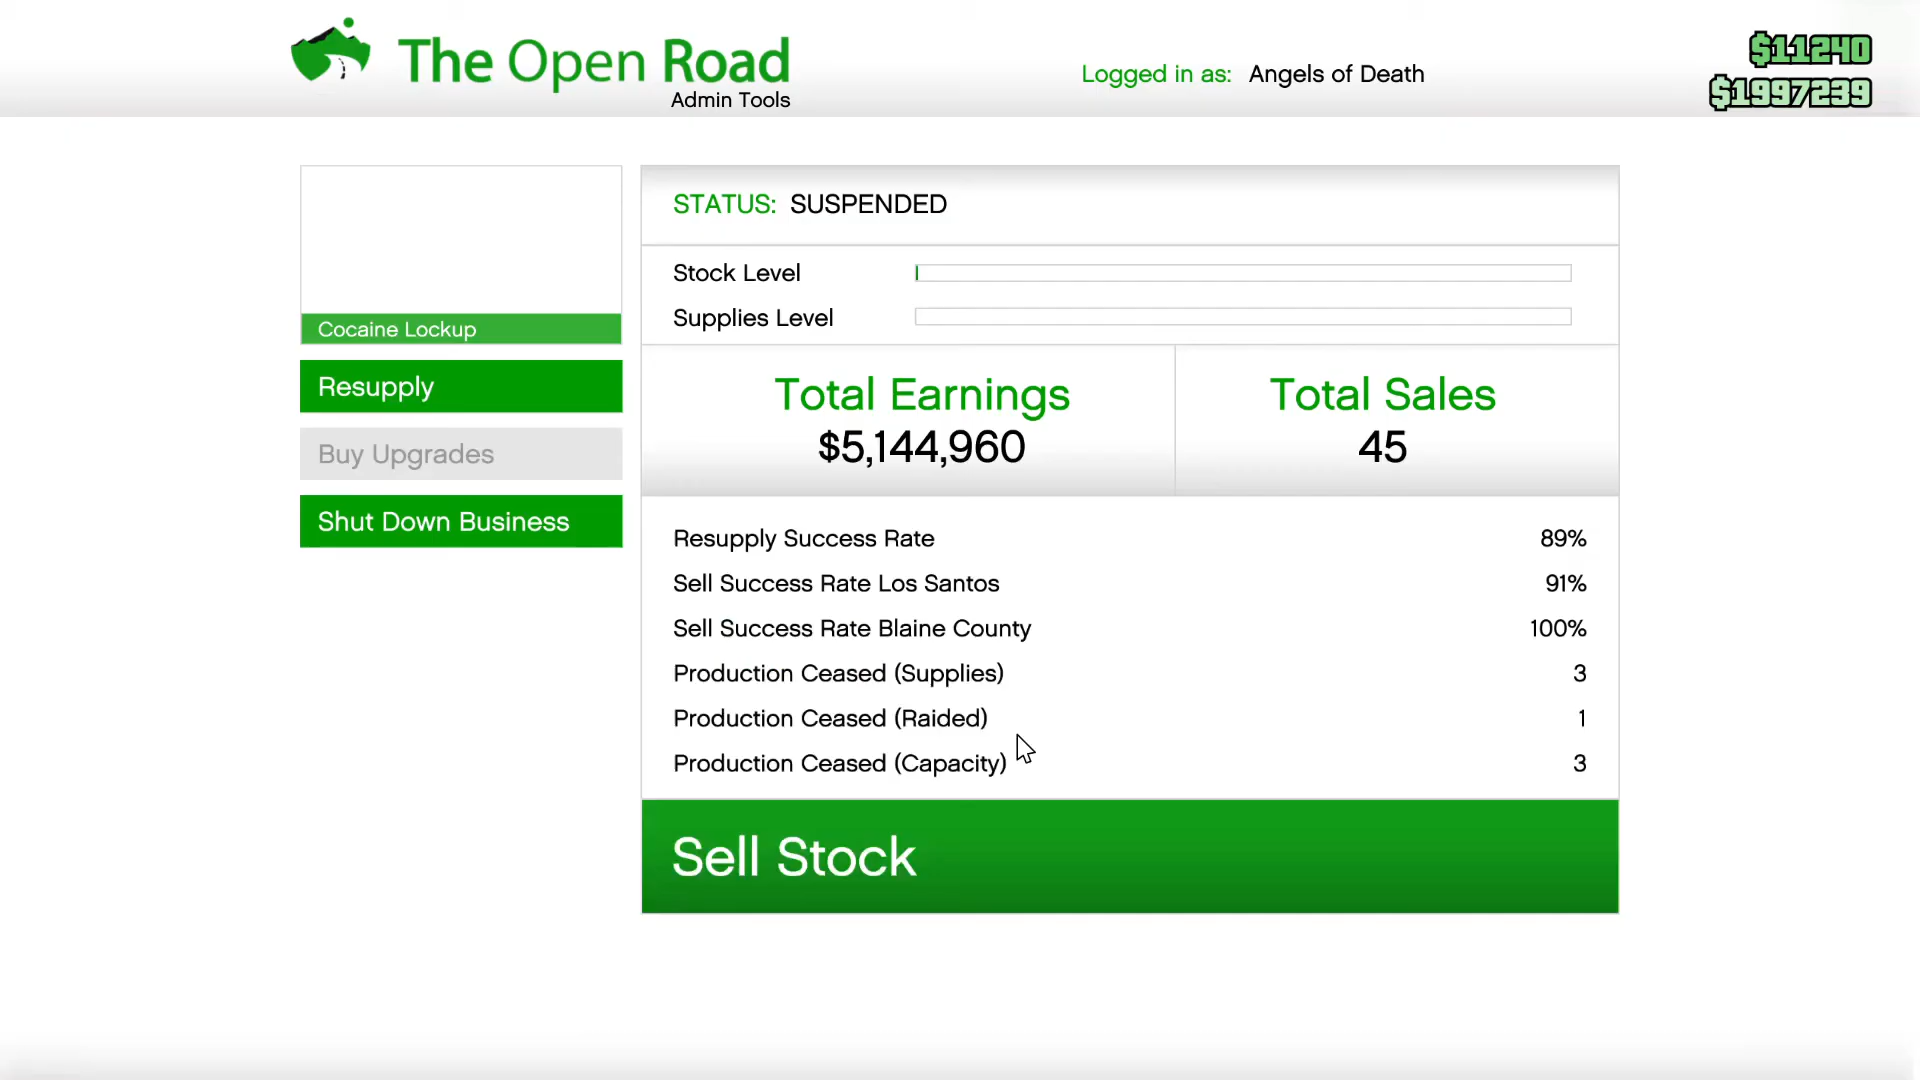 The Open Road
Admin Tools
Logged in as: Angels of Death
$11240
$1997239
Cocaine Lockup
Resupply
Buy Upgrades
Shut Down Business
STATUS: SUSPENDED
Stock Level
Supplies Level
Total Earnings
$5,144,960
Total Sales
45
Resupply Success Rate 89%
Sell Success Rate Los Santos 91%
Sell Success Rate Blaine County 100%
Production Ceased (Supplies) 3
Production Ceased (Raided) 1
Production Ceased (Capacity) 3
Sell Stock